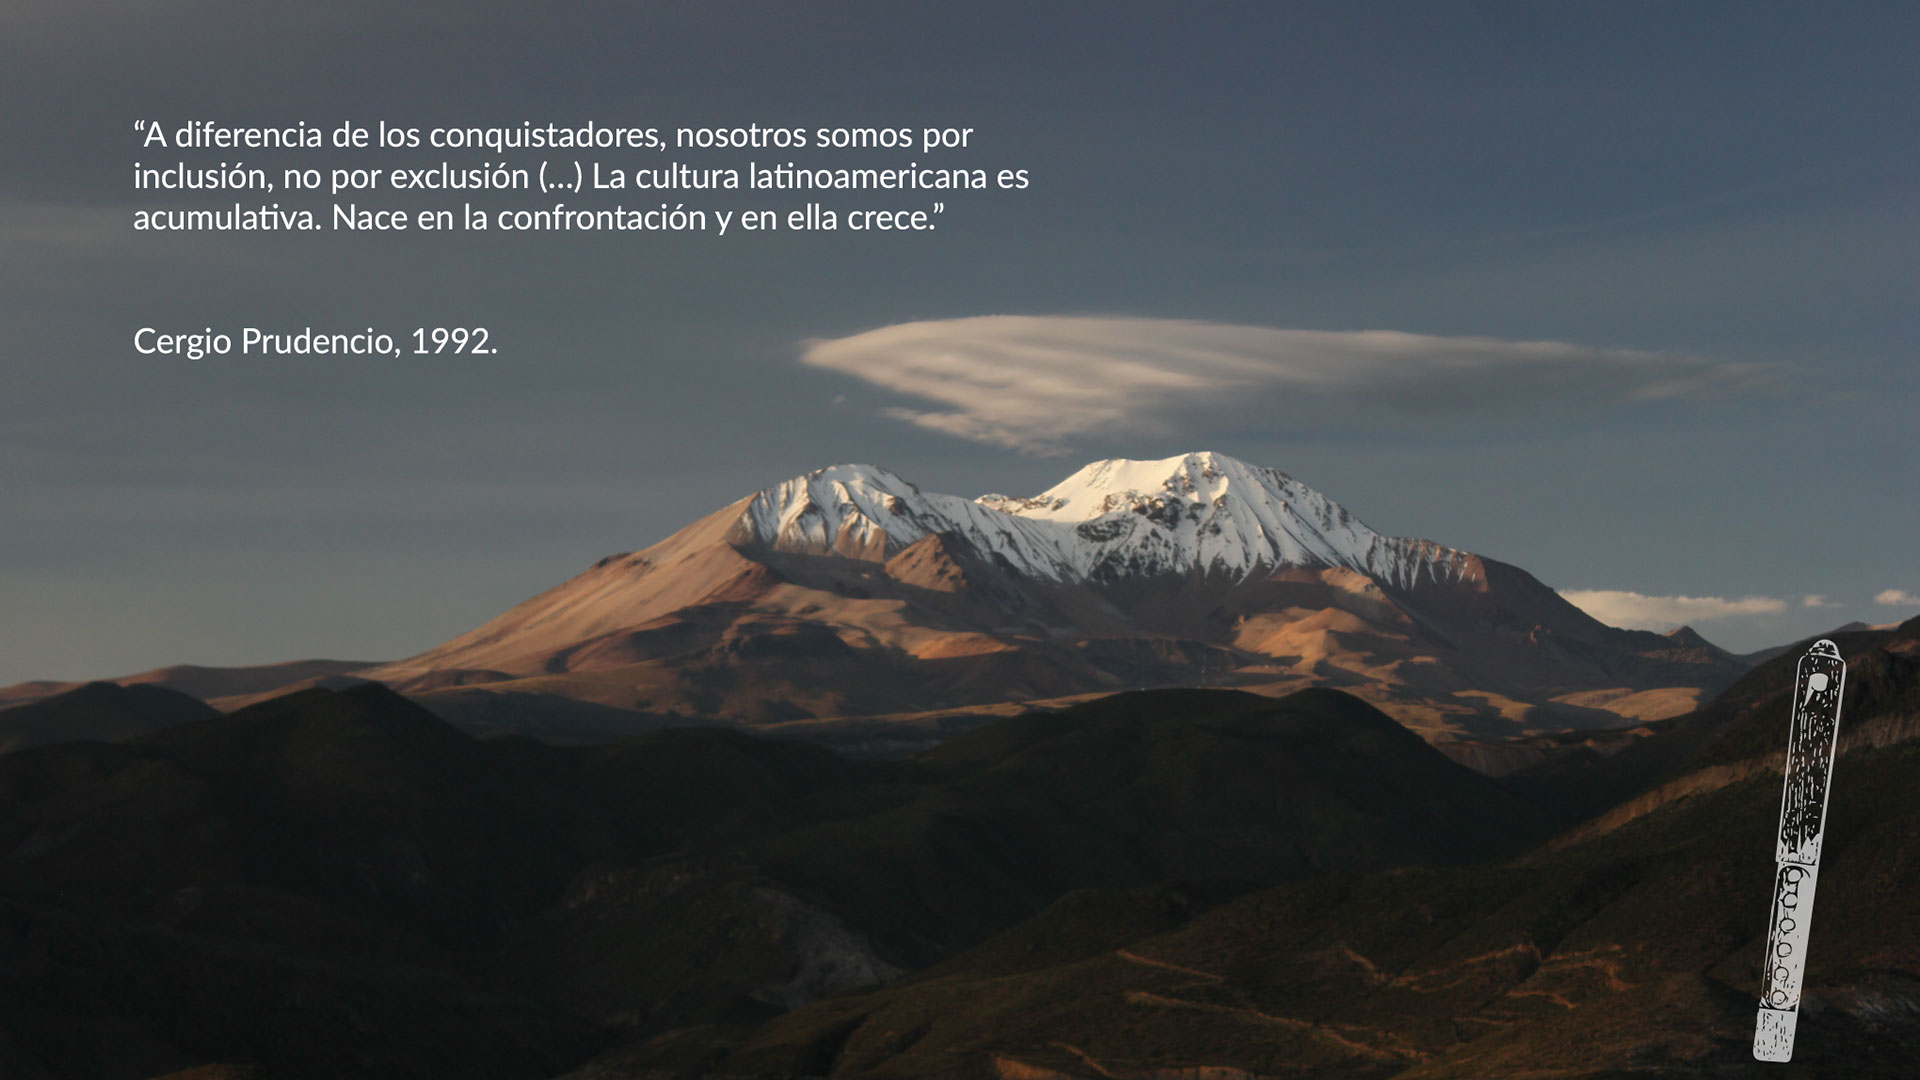 “A diferencia de los conquistadores, nosotros somos por
inclusión, no por exclusión (...) La cultura latinoamericana es
acumulativa. Nace en la confrontación y en ella crece.”
Cergio Prudencio, 1992.